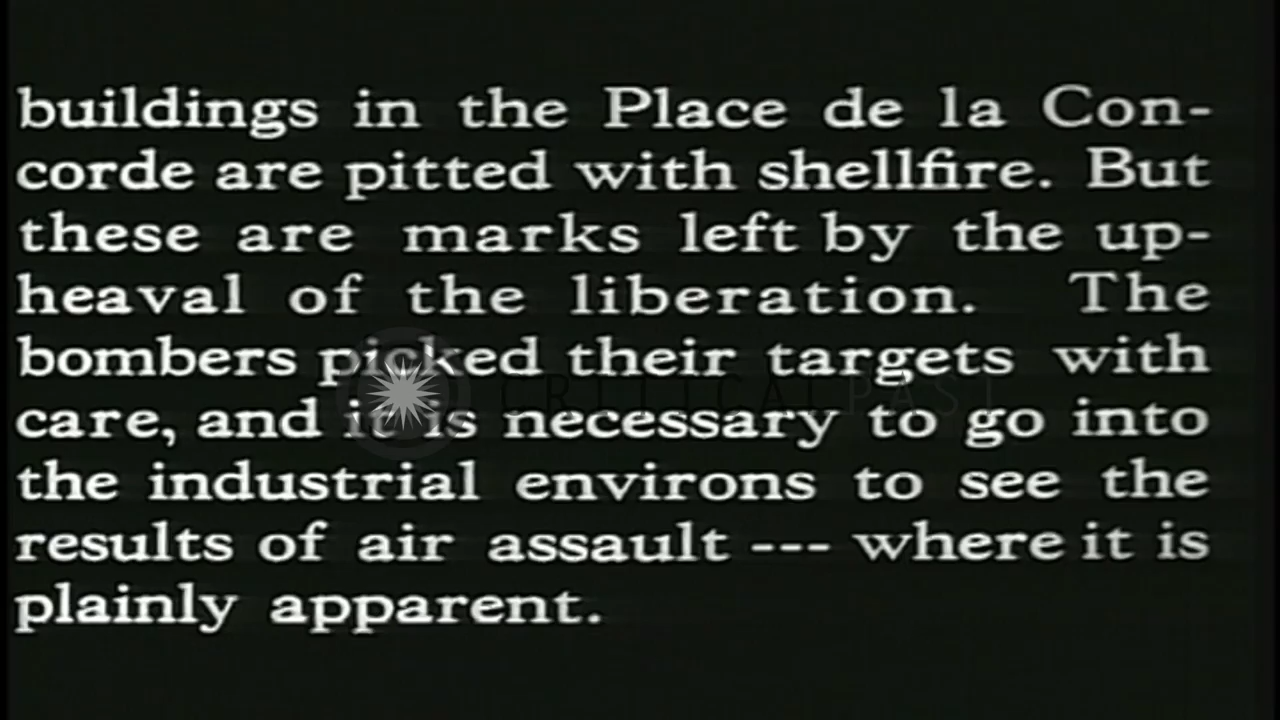 buildings in the Place de la Con-
corde are pitted with shellfire. But
these are marks left by the up-
heaval of the liberation. The
bombers picked their targets with
care, and it is necessary to go into
the industrial environs to see the
results of air assault --- where it is
plainly apparent.
CRITICALPAST